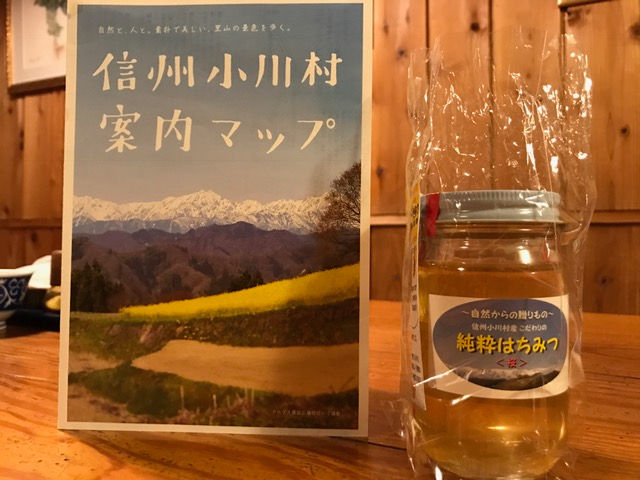 自然と、人と。素朴で美しい、里山の景色を歩く。
信州小川村
案内マップ
〜自然からの贈りもの〜
信州小川村産 こだわりの
純粋はちみつ
<桜>